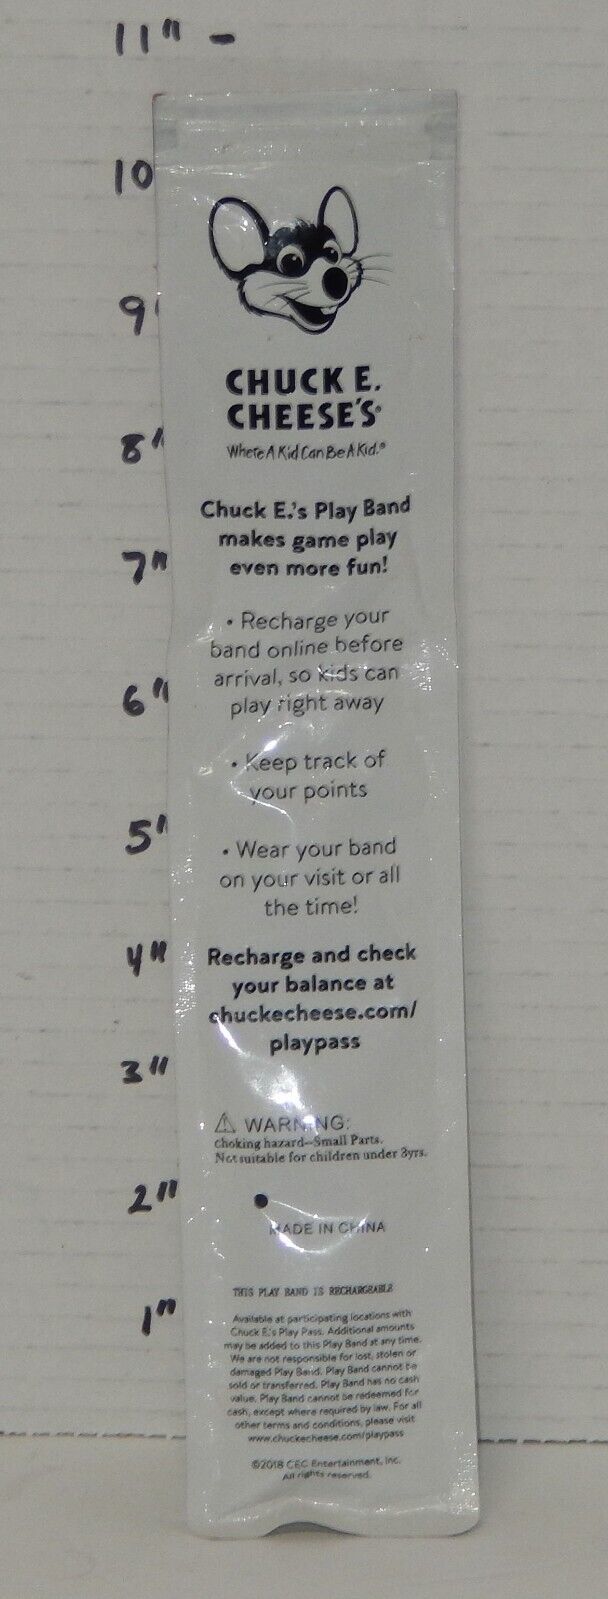 11" -
10
9"
8"
7"
6"
5"
4"
3"
2"
1"
CHUCK E.
CHEESE'S®
Where A Kid Can Be A Kid.®
Chuck E.'s Play Band
makes game play
even more fun!
• Recharge your
band online before
arrival, so kids can
play right away
• Keep track of
your points
• Wear your band
on your visit or all
the time!
Recharge and check
your balance at
chuckecheese.com/
playpass
⚠ WARNING:
Choking hazard—Small Parts.
Not suitable for children under 3yrs.
MADE IN CHINA
THIS PLAY BAND IS RECHARGEABLE
Available at participating locations with
Chuck E.'s Play Pass. Additional amounts
may be added to this Play Band at any time.
We are not responsible for lost, stolen or
damaged Play Band. Play Band cannot be
sold or transferred. Play Band has no cash
value. Play Band cannot be redeemed for
cash, except where required by law. For all
other terms and conditions, please visit
www.chuckecheese.com/playpass
©2018 CEC Entertainment, Inc.
All rights reserved.